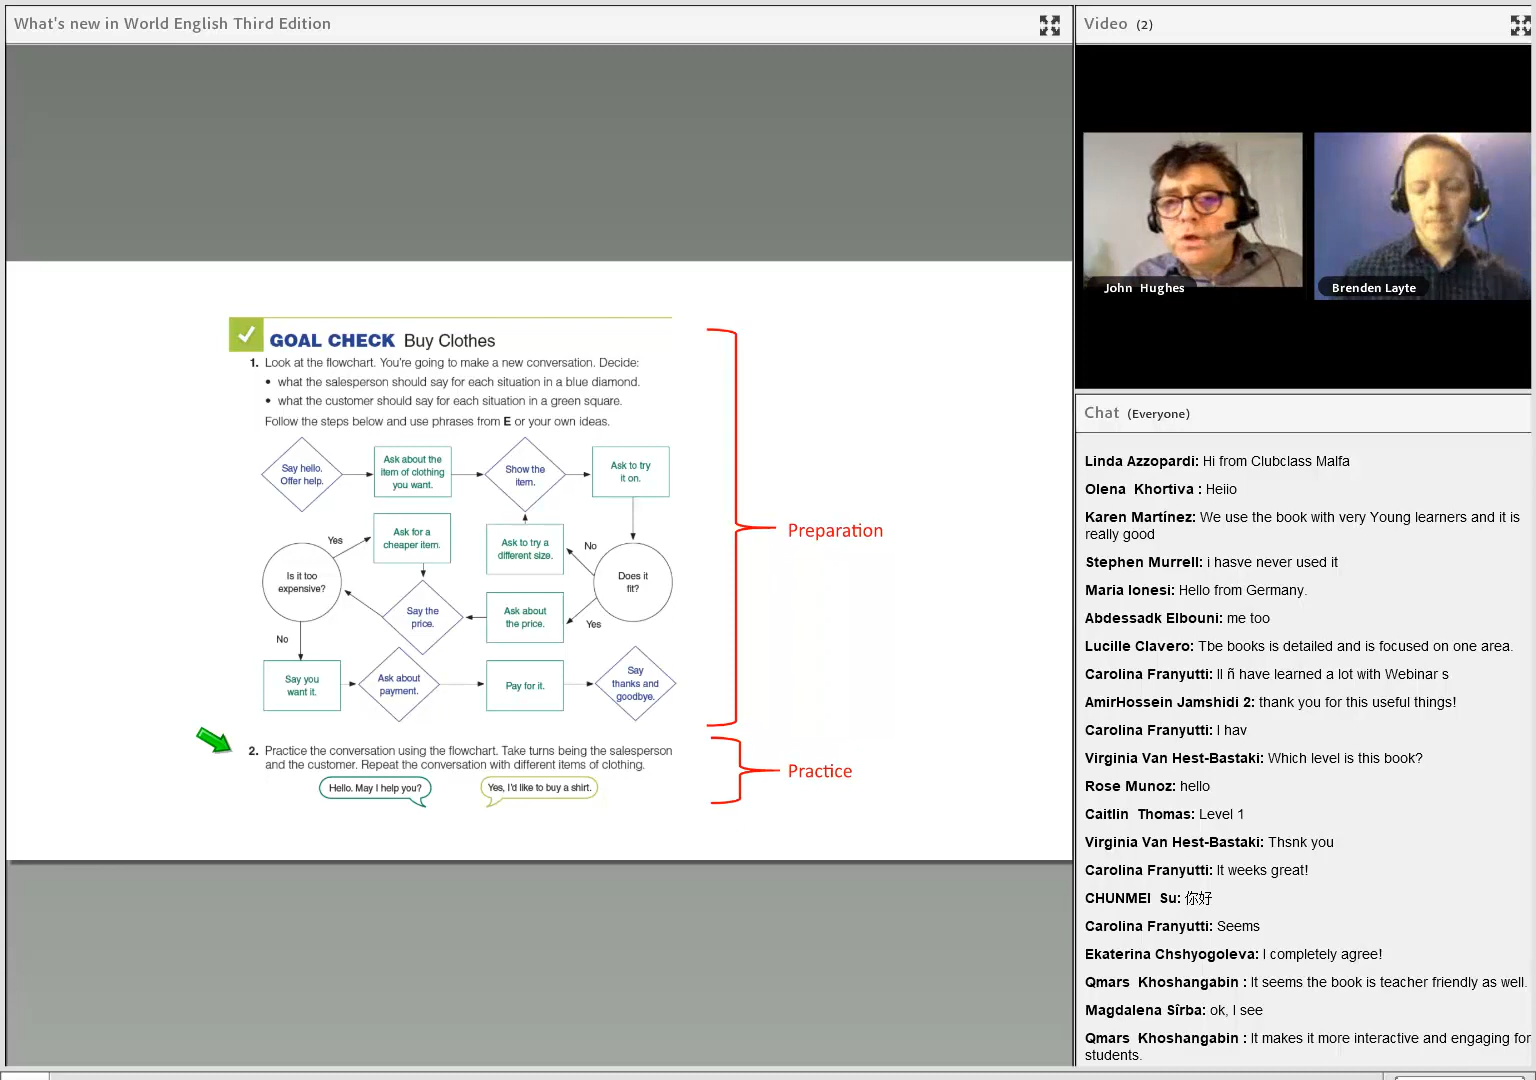 What's new in World English Third Edition
GOAL CHECK Buy Clothes
1. Look at the flowchart. You're going to make a new conversation. Decide:
• what the salesperson should say for each situation in a blue diamond.
• what the customer should say for each situation in a green square.
Follow the steps below and use phrases from E or your own ideas.
Say hello.
Offer help.
Ask about the
item of clothing
you want.
Show the
item.
Ask to try
it on.
Yes
Ask for a
cheaper item.
Ask to try a
different size.
No
Is it too
expensive?
Does it
fit?
Say the
price.
Ask about
the price.
Yes
No
Say you
want it.
Ask about
payment.
Pay for it.
Say
thanks and
goodbye.
Preparation
2. Practice the conversation using the flowchart. Take turns being the salesperson
and the customer. Repeat the conversation with different items of clothing.
Hello. May I help you?
Yes, I'd like to buy a shirt.
Practice
Video (2)
John Hughes
Brenden Layte
Chat (Everyone)
Linda Azzopardi: Hi from Clubclass Malfa
Olena Khortiva : Heiio
Karen Martínez: We use the book with very Young learners and it is
really good
Stephen Murrell: i hasve never used it
Maria Ionesi: Hello from Germany.
Abdessadk Elbouni: me too
Lucille Clavero: Tbe books is detailed and is focused on one area.
Carolina Franyutti: Il ñ have learned a lot with Webinar s
AmirHossein Jamshidi 2: thank you for this useful things!
Carolina Franyutti: I hav
Virginia Van Hest-Bastaki: Which level is this book?
Rose Munoz: hello
Caitlin Thomas: Level 1
Virginia Van Hest-Bastaki: Thsnk you
Carolina Franyutti: It weeks great!
CHUNMEI Su: 你好
Carolina Franyutti: Seems
Ekaterina Chshyogoleva: I completely agree!
Qmars Khoshangabin : It seems the book is teacher friendly as well.
Magdalena Sîrba: ok, I see
Qmars Khoshangabin : It makes it more interactive and engaging for
students.